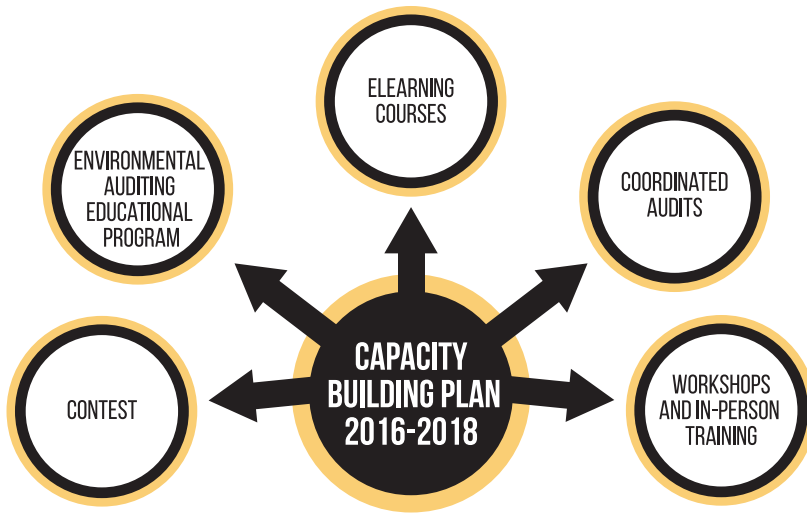 ELEARNING
COURSES
ENVIRONMENTAL
AUDITING
EDUCATIONAL
PROGRAM
COORDINATED
AUDITS
CONTEST
CAPACITY
BUILDING PLAN
2016-2018
WORKSHOPS
AND IN-PERSON
TRAINING